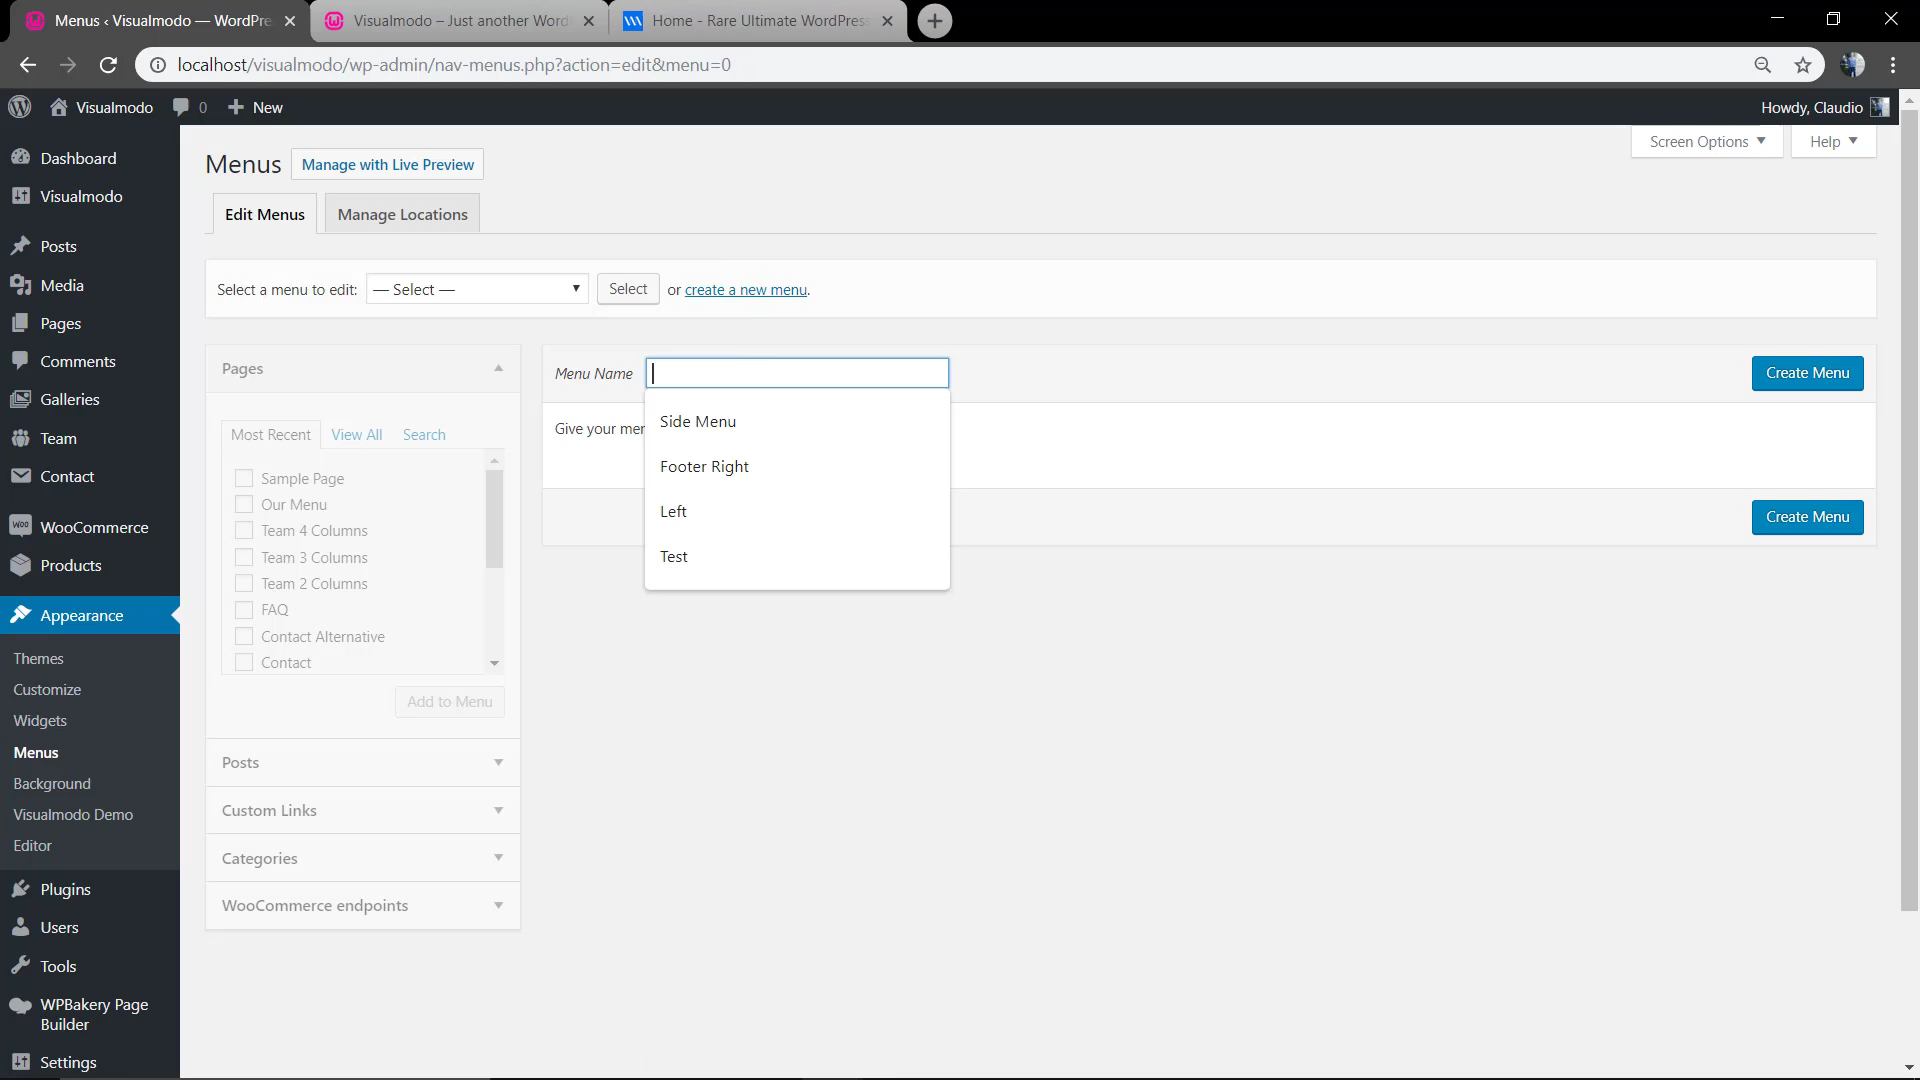 Menus ‹ Visualmodo — WordPre
Visualmodo – Just another Word
Home - Rare Ultimate WordPress
localhost/visualmodo/wp-admin/nav-menus.php?action=edit&menu=0
Visualmodo
0
New
Howdy, Claudio
Dashboard
Visualmodo
Posts
Media
Pages
Comments
Galleries
Team
Contact
WooCommerce
Products
Appearance
Themes
Customize
Widgets
Menus
Background
Visualmodo Demo
Editor
Plugins
Users
Tools
WPBakery Page
Builder
Settings
Screen Options
Help
Menus
Manage with Live Preview
Edit Menus
Manage Locations
Select a menu to edit: — Select — Select or create a new menu.
Pages
Most Recent View All Search
Sample Page
Our Menu
Team 4 Columns
Team 3 Columns
Team 2 Columns
FAQ
Contact Alternative
Contact
Add to Menu
Posts
Custom Links
Categories
WooCommerce endpoints
Menu Name
Create Menu
Give your mer
Side Menu
Footer Right
Left
Test
Create Menu